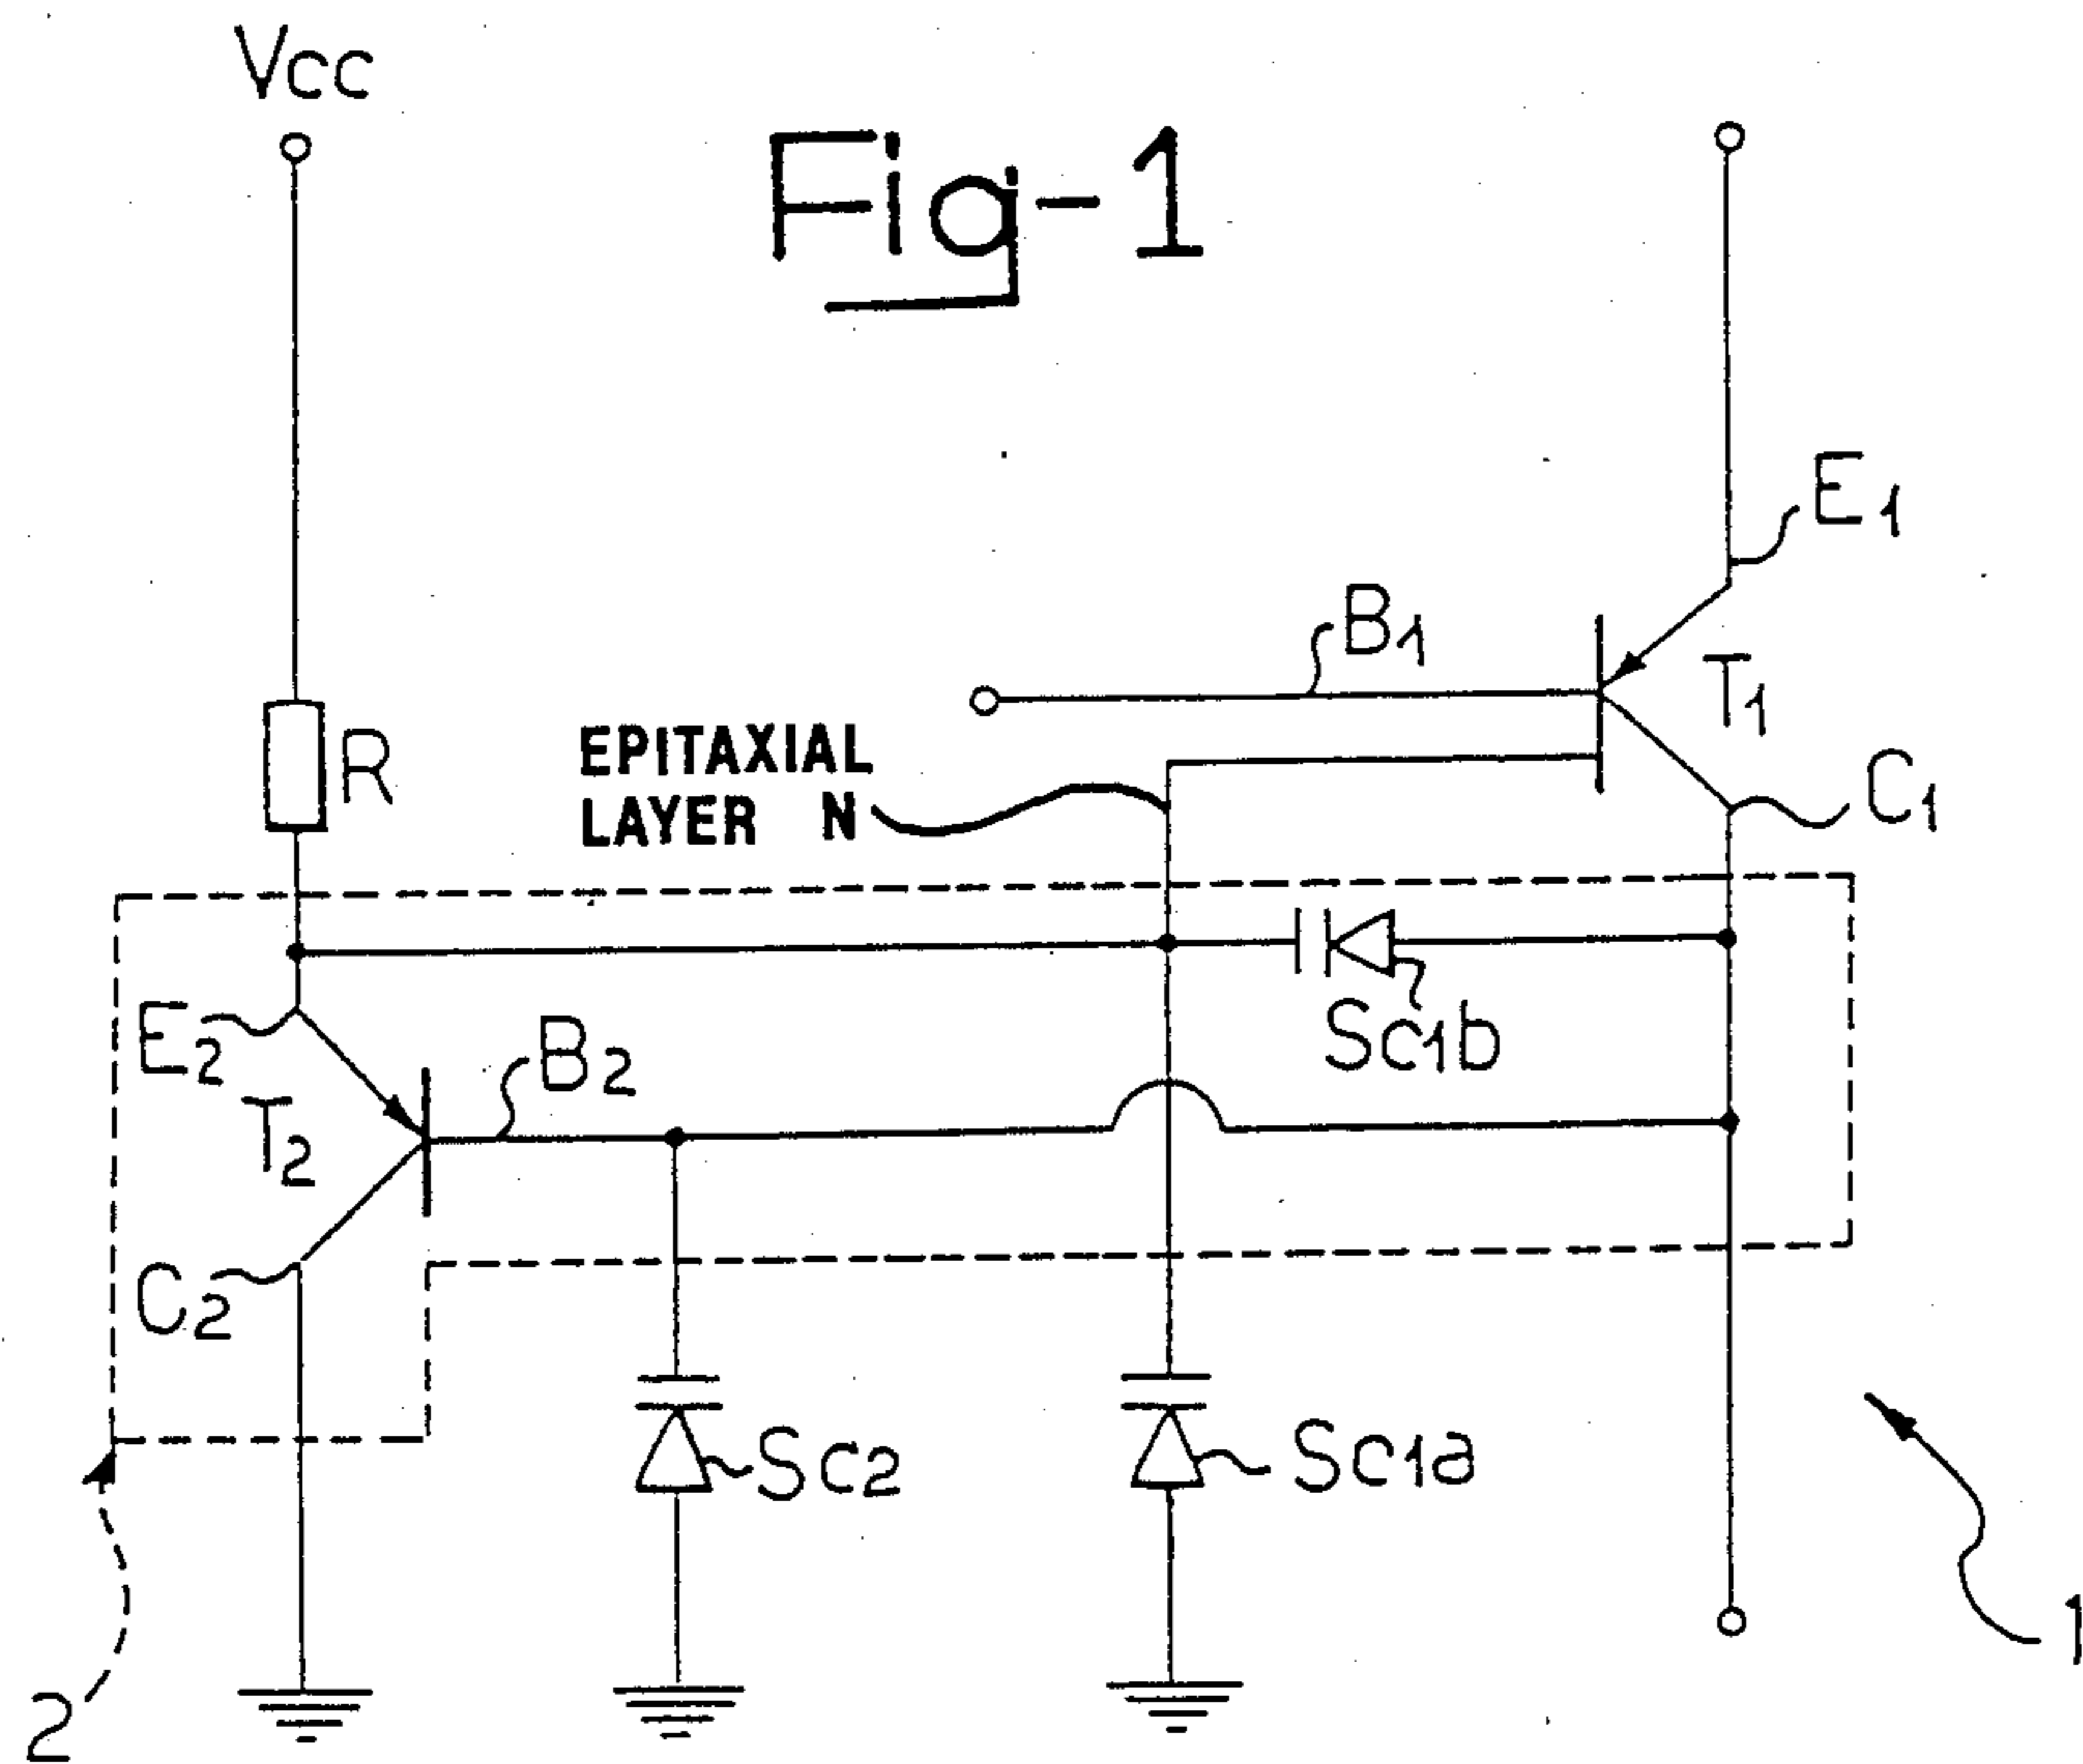 Vcc
Fig-1
E1
B1
T1
EPITAXIAL
LAYER N
R
C1
Sc1b
E2
B2
T2
C2
Sc2
Sc1a
1
2